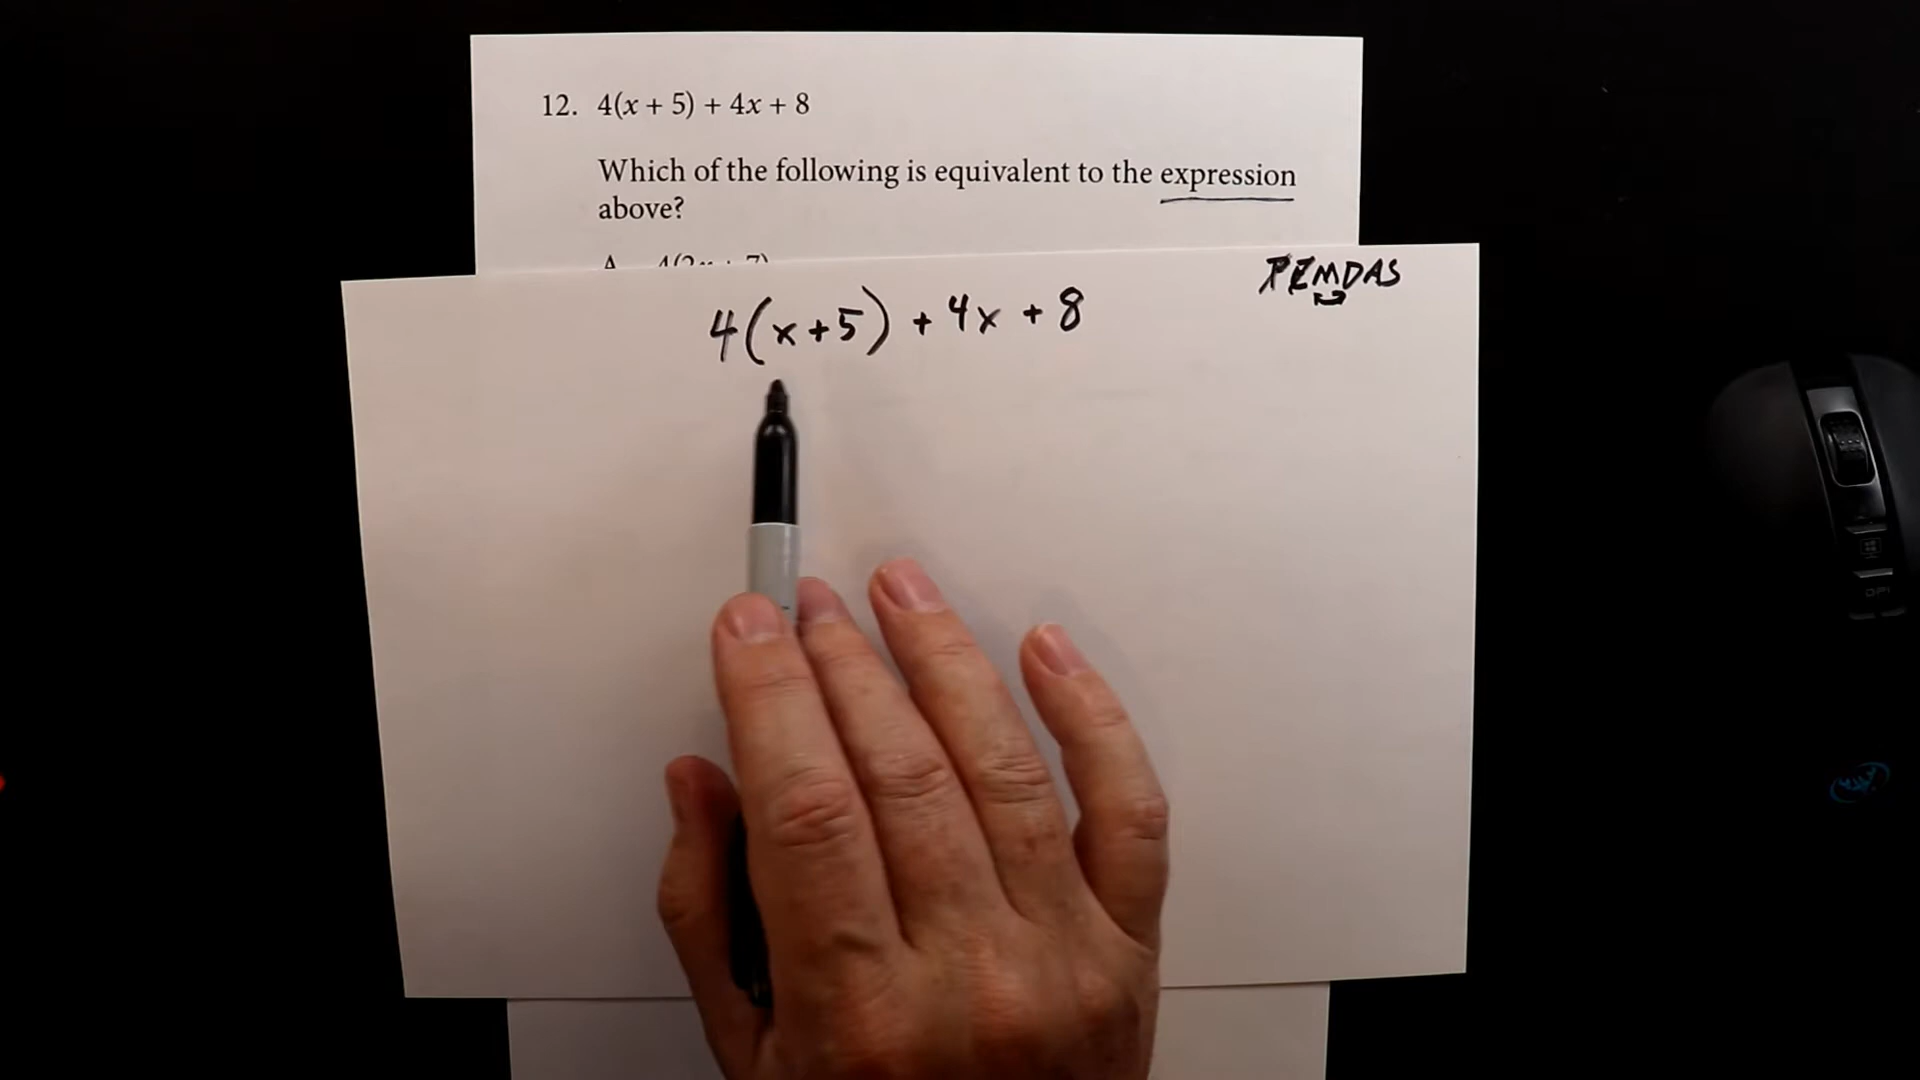 12. 4(x + 5) + 4x + 8
Which of the following is equivalent to the expression
above?
PEMDAS
4(x+5) + 4x + 8
DPI